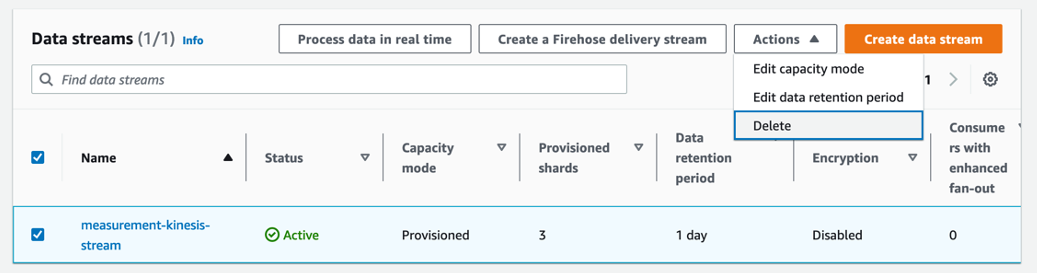 Data streams (1/1) Info
Process data in real time
Create a Firehose delivery stream
Actions
Create data stream
Find data streams
1
Edit capacity mode
Edit data retention period
Delete
Name
Status
Capacity
mode
Provisioned
shards
Data
retention
period
Encryption
Consume
rs with
enhanced
fan-out
measurement-kinesis-
stream
Active
Provisioned
3
1 day
Disabled
0